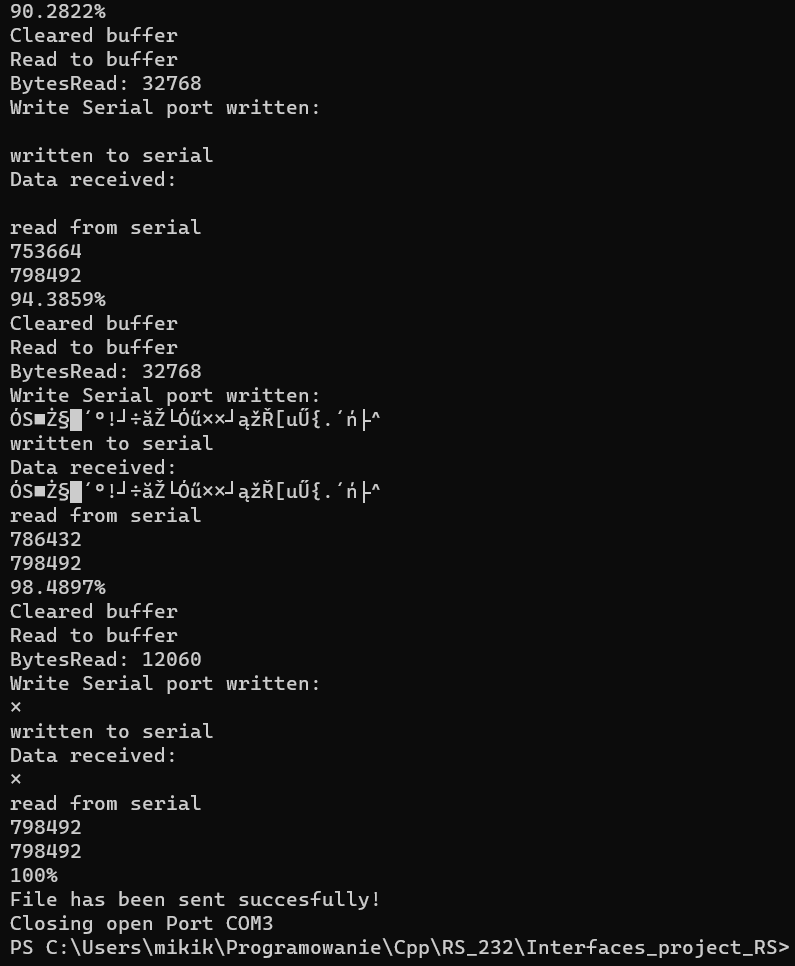 90.2822%
Cleared buffer
Read to buffer
BytesRead: 32768
Write Serial port written:
written to serial
Data received:
read from serial
753664
798492
94.3859%
Cleared buffer
Read to buffer
BytesRead: 32768
Write Serial port written:
ÓS■Ż§█´°!┘÷ăŽ└Óű××┘ążŘ[uŰ{.´ń├^
written to serial
Data received:
ÓS■Ż§█´°!┘÷ăŽ└Óű××┘ążŘ[uŰ{.´ń├^
read from serial
786432
798492
98.4897%
Cleared buffer
Read to buffer
BytesRead: 12060
Write Serial port written:
×
written to serial
Data received:
×
read from serial
798492
798492
100%
File has been sent succesfully!
Closing open Port COM3
PS C:\Users\mikik\Programowanie\Cpp\RS_232\Interfaces_project_RS>